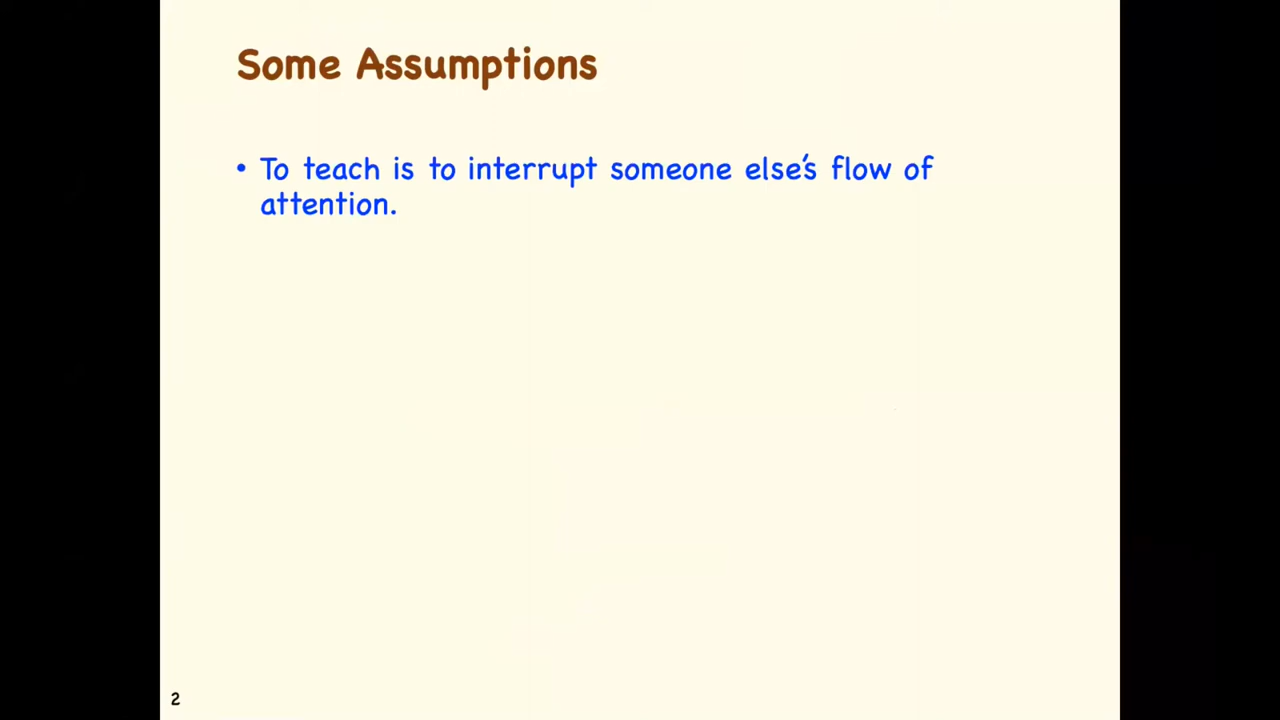 Some Assumptions
• To teach is to interrupt someone else's flow of
attention.
2